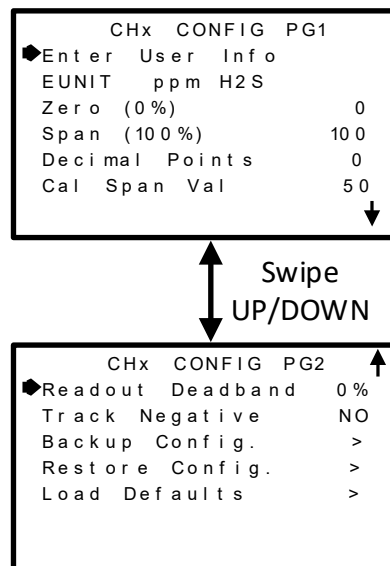 CHx CONFIG PG1
Enter User Info
EUNIT ppm H2S
Zero (0%) 0
Span (100%) 100
Decimal Points 0
Cal Span Val 50
Swipe
UP/DOWN
CHx CONFIG PG2
Readout Deadband 0%
Track Negative NO
Backup Config. >
Restore Config. >
Load Defaults >